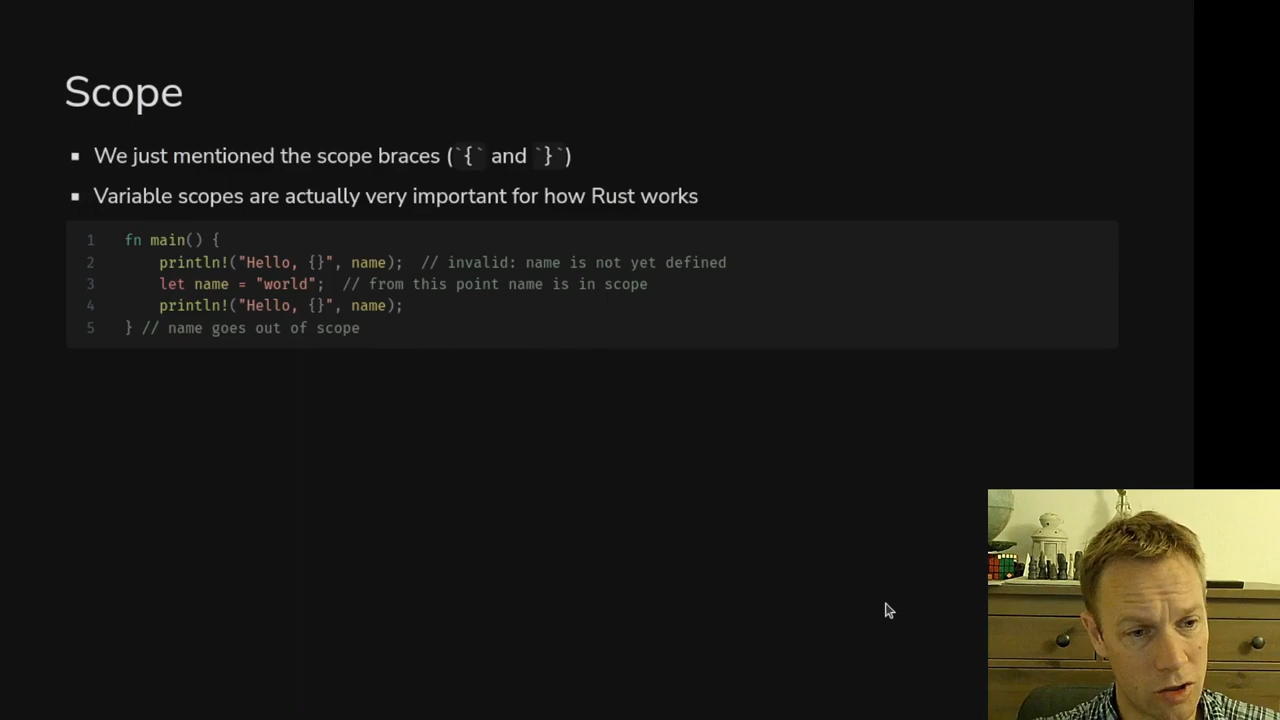 Scope
▪ We just mentioned the scope braces (`{` and `}`)
▪ Variable scopes are actually very important for how Rust works
1 fn main() {
2 println!("Hello, {}", name); // invalid: name is not yet defined
3 let name = "world"; // from this point name is in scope
4 println!("Hello, {}", name);
5 } // name goes out of scope